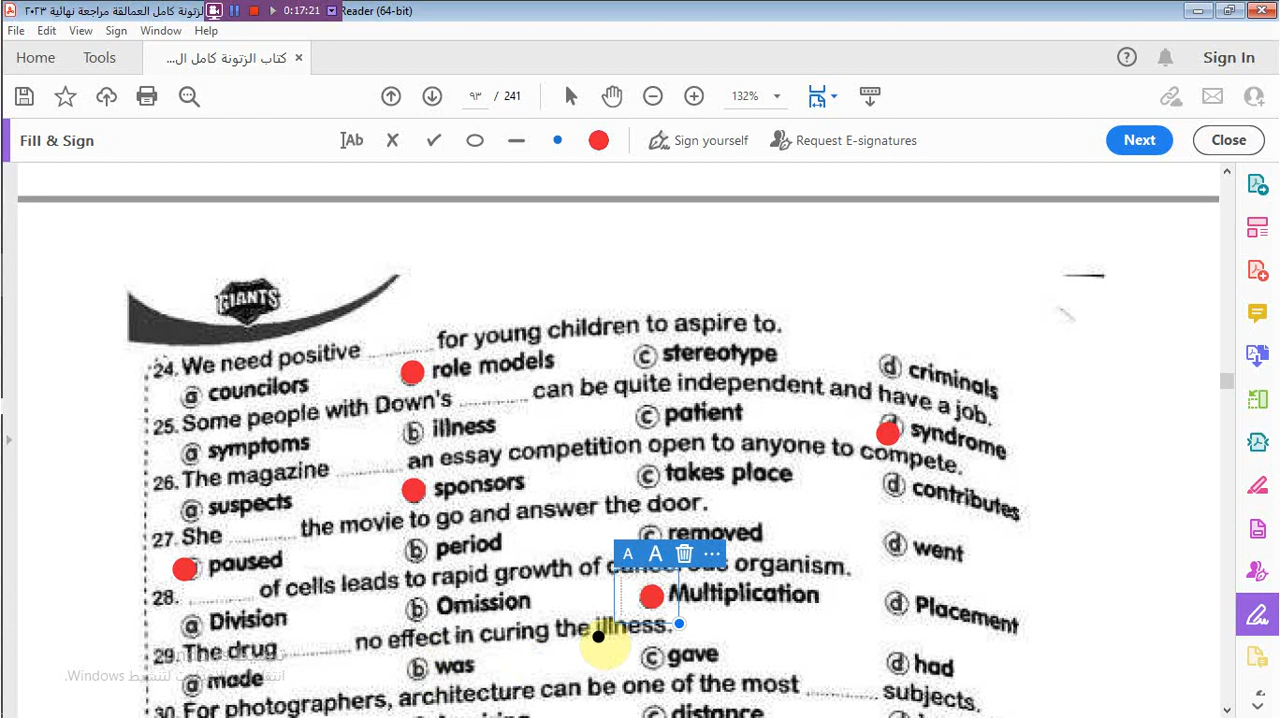 الزتونة كامل العمالقة مراجعة نهائية ٢٠٢٣ 0:17:21 Reader (64-bit)
File Edit View Sign Window Help
Home Tools كتاب الزتونة كامل ال... × Sign In
٩٣ / 241 132%
Fill & Sign Ab Sign yourself Request E-signatures Next Close
GIANTS
24. We need positive .......... for young children to aspire to.
a councilors role models c stereotype d criminals
25. Some people with Down's .......... can be quite independent and have a job.
a symptoms b illness c patient d syndrome
26. The magazine .......... an essay competition open to anyone to compete.
a suspects sponsors c takes place d contributes
27. She .......... the movie to go and answer the door.
paused b period c removed d went
A A ...
28. .......... of cells leads to rapid growth of organism.
a Division b Omission Multiplication d Placement
29. The drug .......... no effect in curing the illness.
a made b was c gave d had
30. For photographers, architecture can be one of the most .......... subjects.
c distance
لتنشيط Windows.